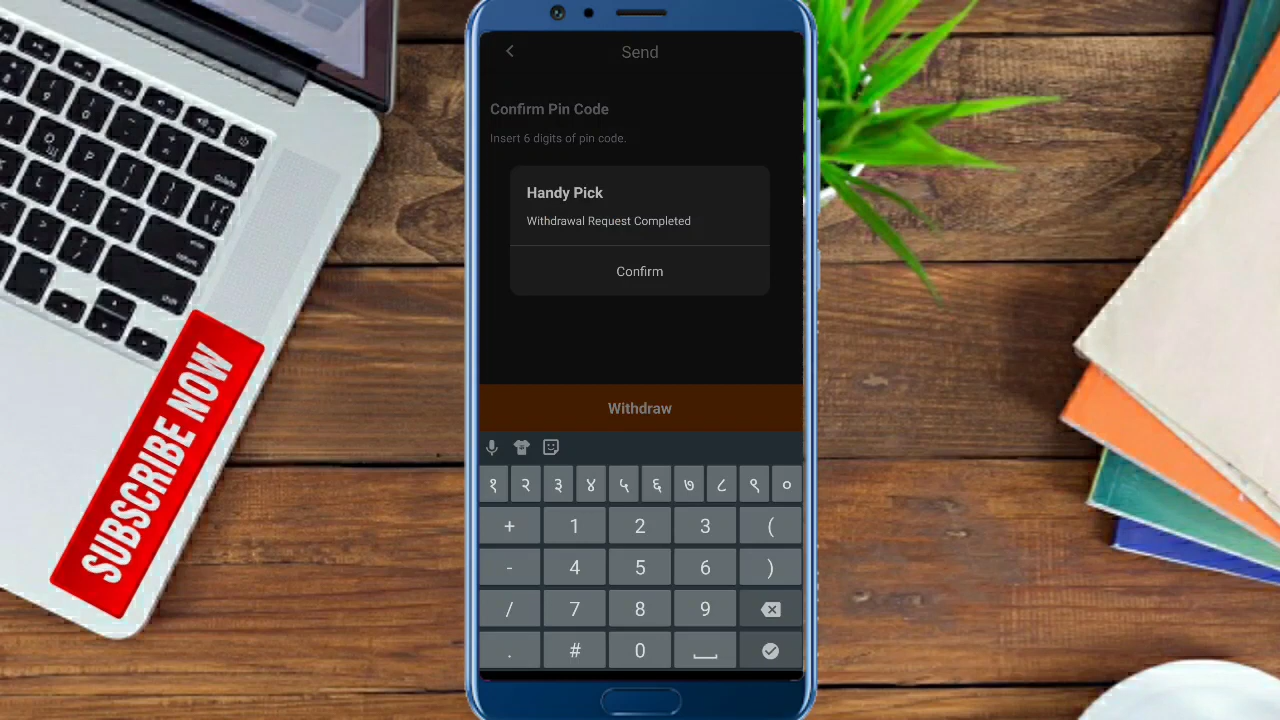 Send
Confirm Pin Code
Insert 6 digits of pin code.
Handy Pick
Withdrawal Request Completed
Confirm
Withdraw
१ २ ३ ४ ५ ६ ७ ८ ९ ०
+ 1 2 3 (
- 4 5 6 )
/ 7 8 9
. # 0
SUBSCRIBE NOW